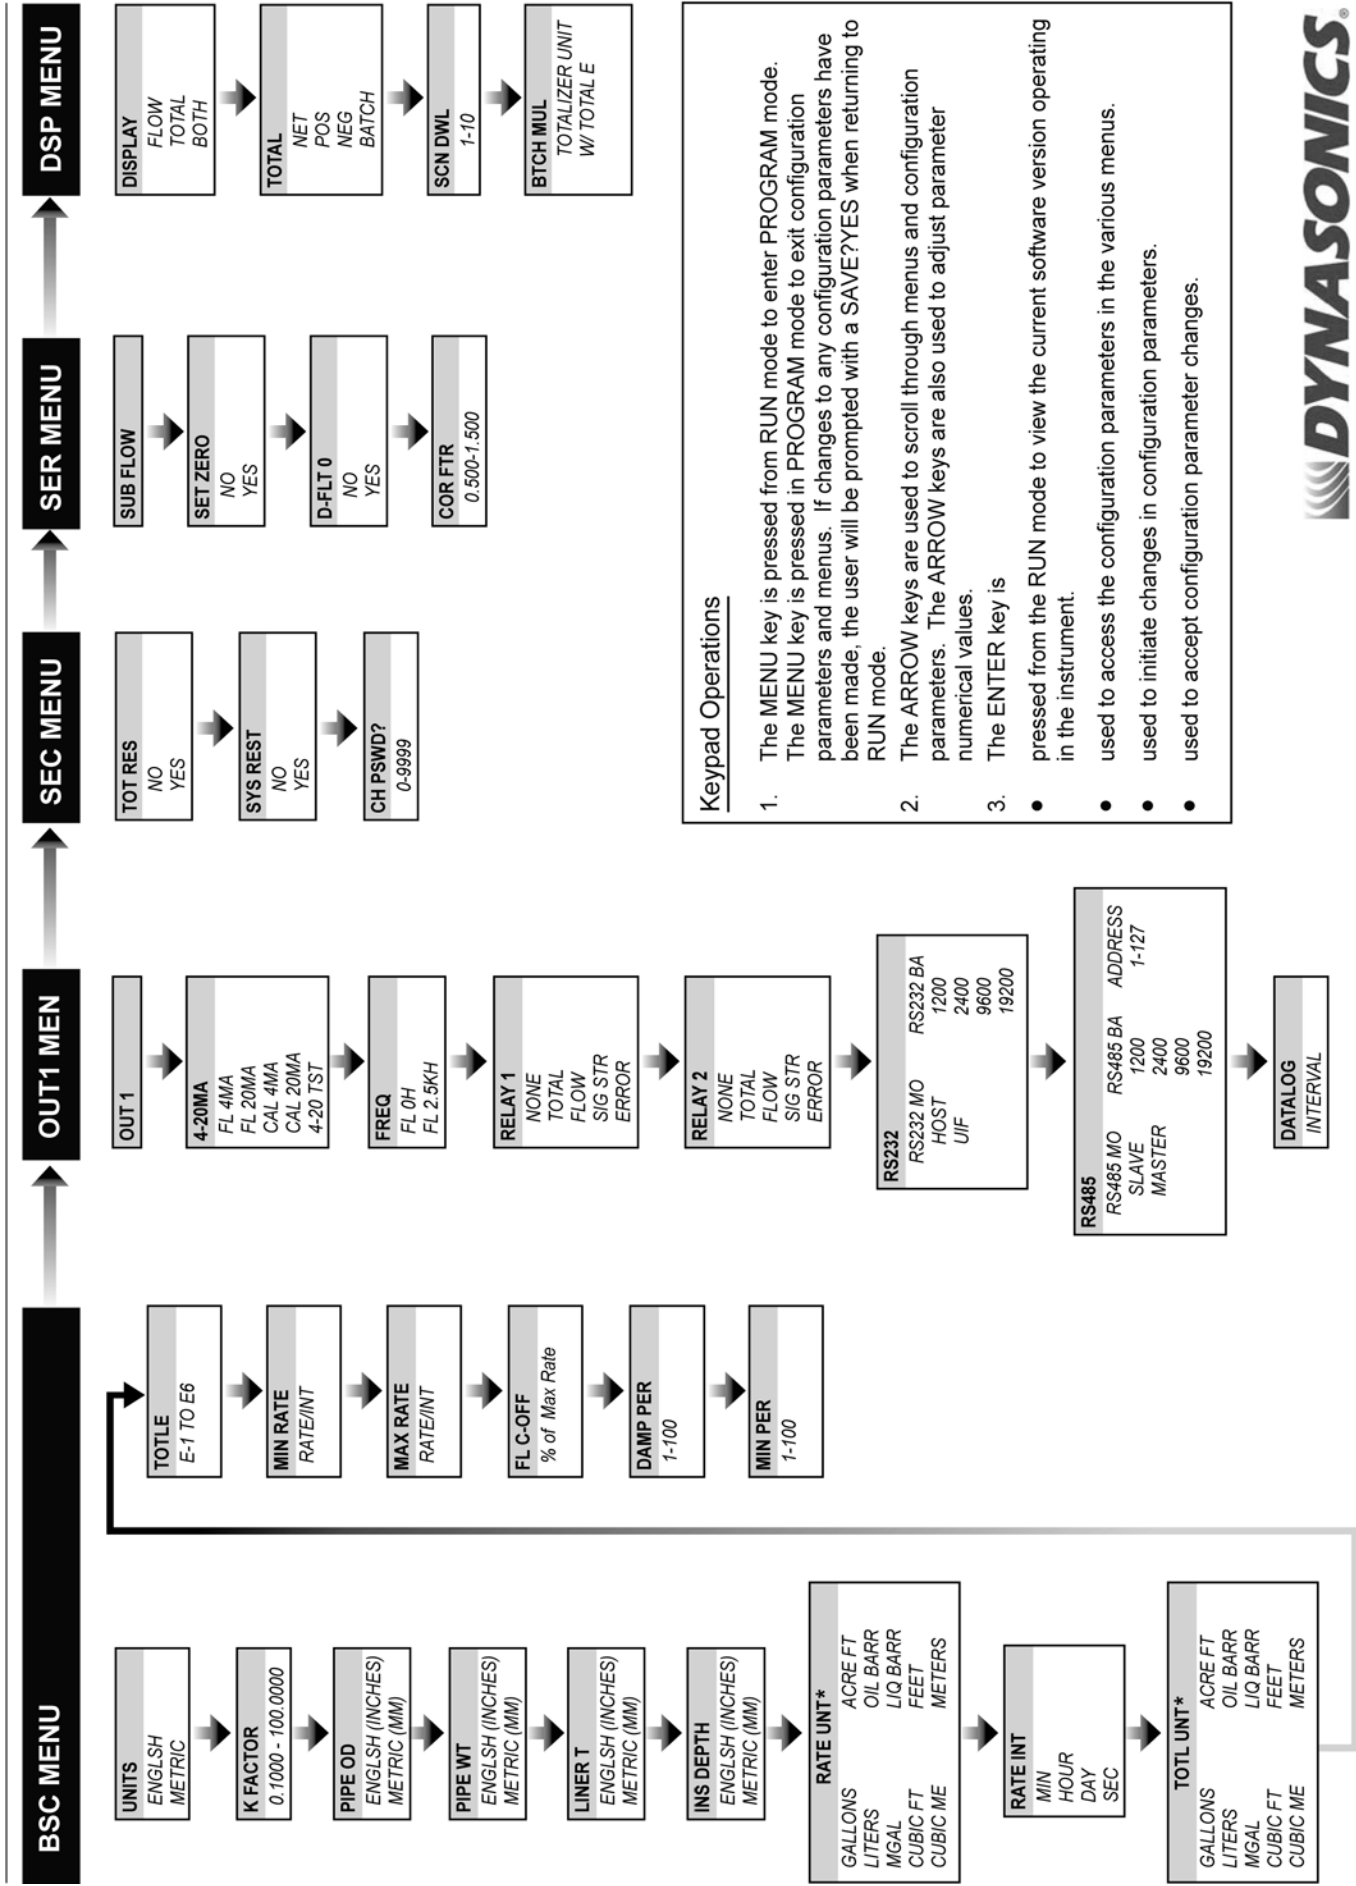 BSC MENU
UNITS
ENGLSH
METRIC
K FACTOR
0.1000 - 100.0000
PIPE OD
ENGLSH (INCHES)
METRIC (MM)
PIPE WT
ENGLSH (INCHES)
METRIC (MM)
LINER T
ENGLSH (INCHES)
METRIC (MM)
INS DEPTH
ENGLSH (INCHES)
METRIC (MM)
RATE UNT*
GALLONS ACRE FT
LITERS OIL BARR
MGAL LIQ BARR
CUBIC FT FEET
CUBIC ME METERS
RATE INT
MIN
HOUR
DAY
SEC
TOTL UNT*
GALLONS ACRE FT
LITERS OIL BARR
MGAL LIQ BARR
CUBIC FT FEET
CUBIC ME METERS
TOTLE
E-1 TO E6
MIN RATE
RATE/INT
MAX RATE
RATE/INT
FL C-OFF
% of Max Rate
DAMP PER
1-100
MIN PER
1-100
OUT1 MEN
OUT 1
4-20MA
FL 4MA
FL 20MA
CAL 4MA
CAL 20MA
4-20 TST
FREQ
FL 0H
FL 2.5KH
RELAY 1
NONE
TOTAL
FLOW
SIG STR
ERROR
RELAY 2
NONE
TOTAL
FLOW
SIG STR
ERROR
RS232
RS232 MO RS232 BA
HOST 1200
UIF 2400
9600
19200
RS485
RS485 MO RS485 BA ADDRESS
SLAVE 1200 1-127
MASTER 2400
9600
19200
DATALOG
INTERVAL
SEC MENU
TOT RES
NO
YES
SYS REST
NO
YES
CH PSWD?
0-9999
SER MENU
SUB FLOW
SET ZERO
NO
YES
D-FLT 0
NO
YES
COR FTR
0.500-1.500
DSP MENU
DISPLAY
FLOW
TOTAL
BOTH
TOTAL
NET
POS
NEG
BATCH
SCN DWL
1-10
BTCH MUL
TOTALIZER UNIT
W/ TOTAL E
Keypad Operations
1. The MENU key is pressed from RUN mode to enter PROGRAM mode.
The MENU key is pressed in PROGRAM mode to exit configuration
parameters and menus. If changes to any configuration parameters have
been made, the user will be prompted with a SAVE?YES when returning to
RUN mode.
2. The ARROW keys are used to scroll through menus and configuration
parameters. The ARROW keys are also used to adjust parameter
numerical values.
3. The ENTER key is
● pressed from the RUN mode to view the current software version operating
in the instrument.
● used to access the configuration parameters in the various menus.
● used to initiate changes in configuration parameters.
● used to accept configuration parameter changes.
DYNASONICS®